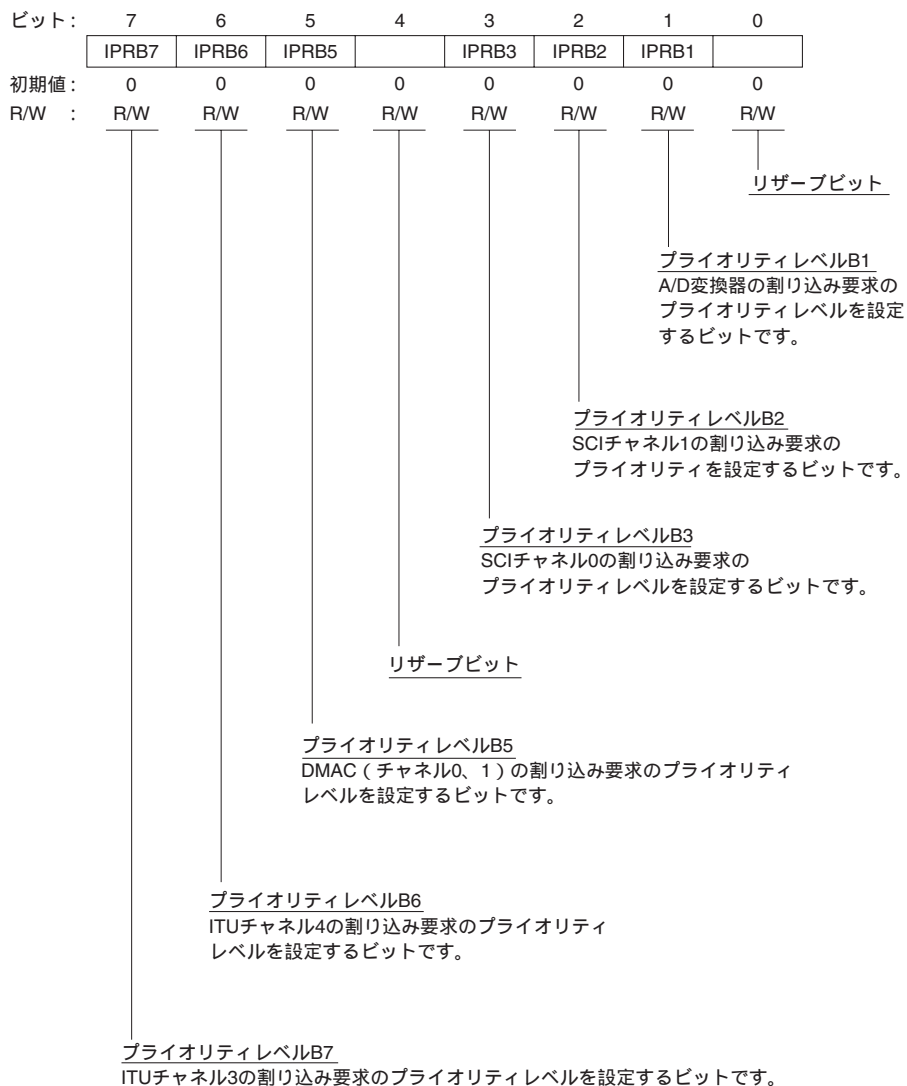 ビット： 7 6 5 4 3 2 1 0
IPRB7 IPRB6 IPRB5 IPRB3 IPRB2 IPRB1
初期値： 0 0 0 0 0 0 0 0
R/W ： R/W R/W R/W R/W R/W R/W R/W R/W
リザーブビット
プライオリティレベルB1
A/D変換器の割り込み要求の
プライオリティレベルを設定
するビットです。
プライオリティレベルB2
SCIチャネル1の割り込み要求の
プライオリティを設定するビットです。
プライオリティレベルB3
SCIチャネル0の割り込み要求の
プライオリティレベルを設定するビットです。
リザーブビット
プライオリティレベルB5
DMAC（チャネル0、1）の割り込み要求のプライオリティ
レベルを設定するビットです。
プライオリティレベルB6
ITUチャネル4の割り込み要求のプライオリティ
レベルを設定するビットです。
プライオリティレベルB7
ITUチャネル3の割り込み要求のプライオリティレベルを設定するビットです。